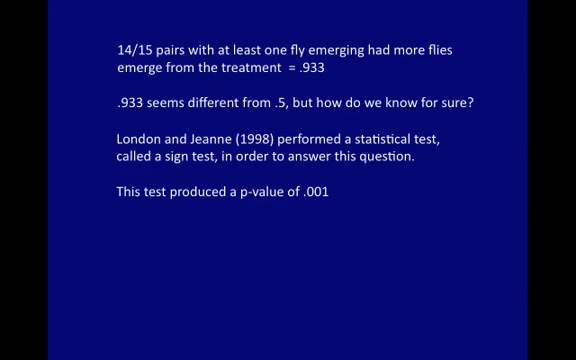 14/15 pairs with at least one fly emerging had more flies
emerge from the treatment = .933
.933 seems different from .5, but how do we know for sure?
London and Jeanne (1998) performed a statistical test,
called a sign test, in order to answer this question.
This test produced a p-value of .001